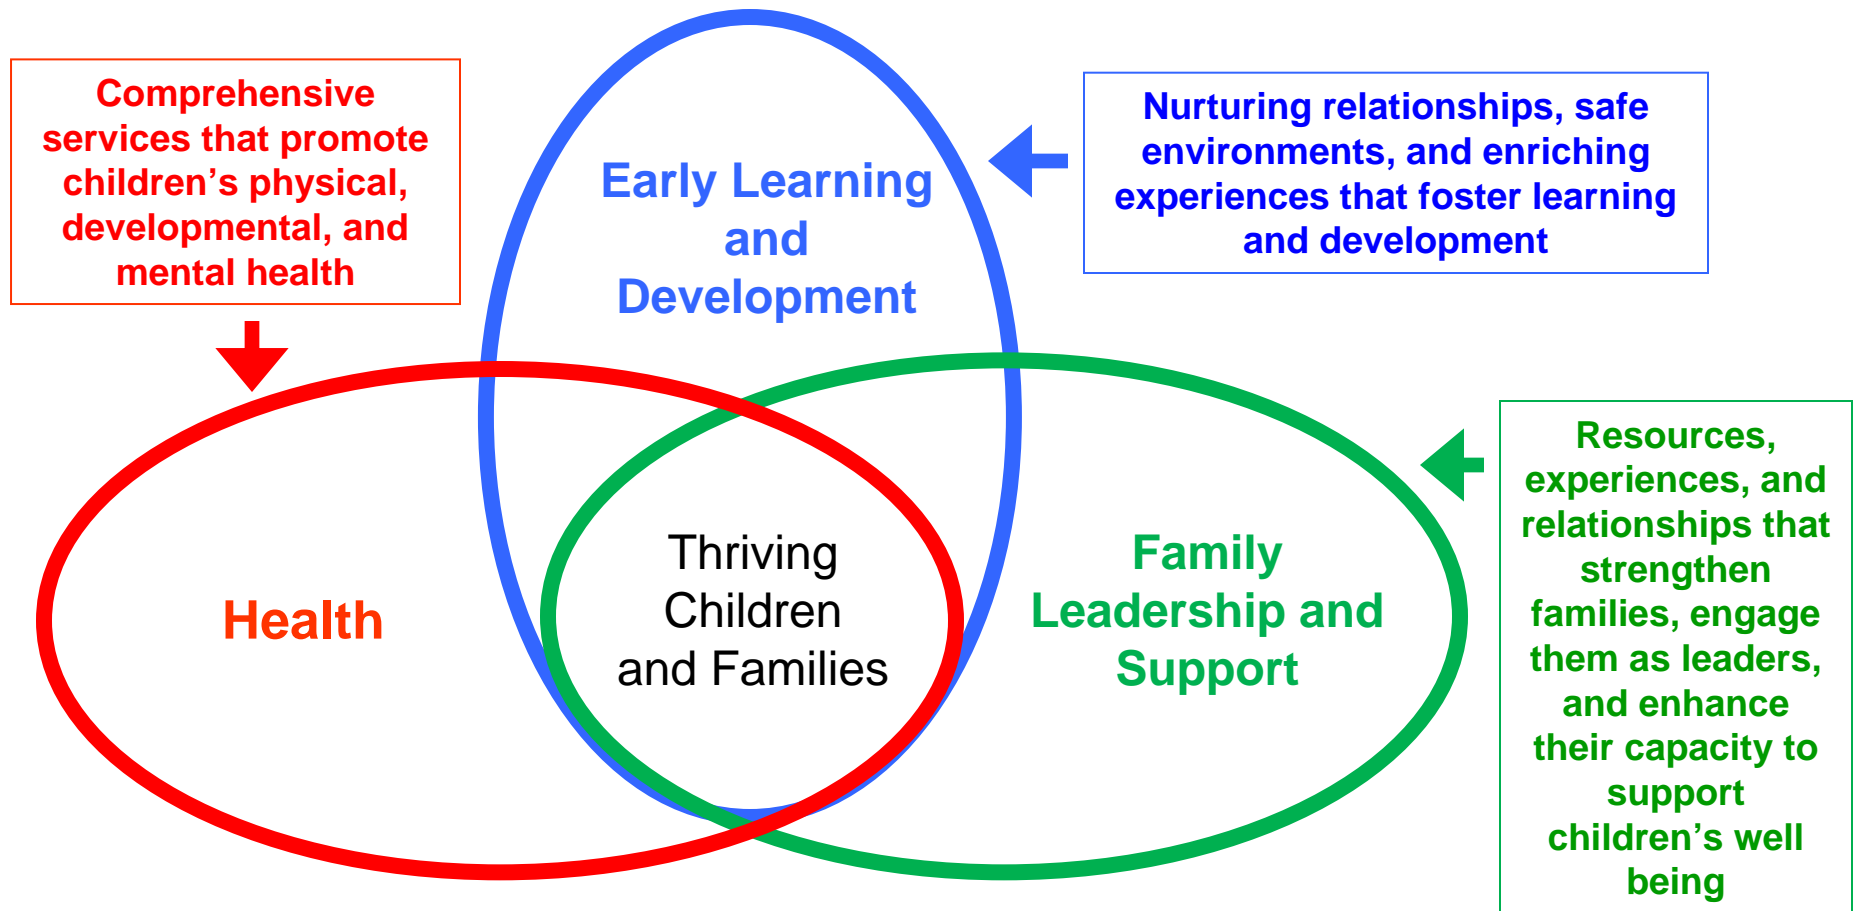 Comprehensive
services that promote
children’s physical,
developmental, and
mental health
Early Learning
and
Development
Nurturing relationships, safe
environments, and enriching
experiences that foster learning
and development
Health
Thriving
Children
and Families
Family
Leadership and
Support
Resources,
experiences, and
relationships that
strengthen
families, engage
them as leaders,
and enhance
their capacity to
support
children’s well
being